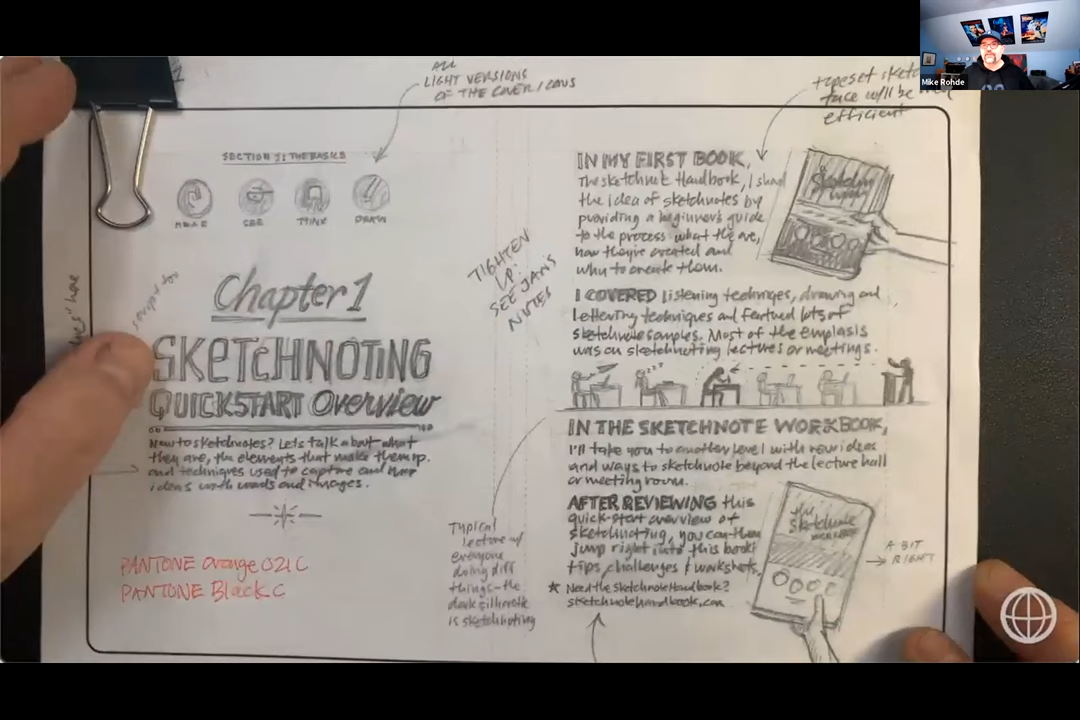 ALL
LIGHT VERSIONS
OF THE COVER ICONS
typeset sketch
face will be
efficient
Mike Rohde
SECTION 1: THE BASICS
HEAR SEE THINK DRAW
Chapter 1
SKETCHNOTING
QUICKSTART Overview
New to sketchnotes? Lets talk about what
they are, the elements that make them up,
and techniques used to capture and
ideas with words and images.
PANTONE Orange 021 C
PANTONE Black C
TIGHTEN
UP
SEE JAN'S
NOTES
IN MY FIRST BOOK,
The Sketchnote Handbook, I shared
the idea of sketchnotes by
providing a beginner's guide
to the process what they are,
how they're created and
why to create them.
I COVERED listening techniques, drawing and
lettering techniques and featured lots of
sketchnote samples. Most of the emphasis
was on sketchnoting lectures or meetings.
IN THE SKETCHNOTE WORKBOOK,
I'll take you to another level with new ideas
and ways to sketchnote beyond the lecture hall
or meeting room.
AFTER REVIEWING this
quick-start overview of
sketchnoting, you can then
jump right into this book's
tips challenges & worksheets.
* Need the Sketchnote Handbook?
sketchnotehandbook.com
Typical
lecture w/
everyone
doing diff
things - the
dark silhouette
is sketchnoting
the
Sketchnote
WORKBOOK
A BIT
RIGHT